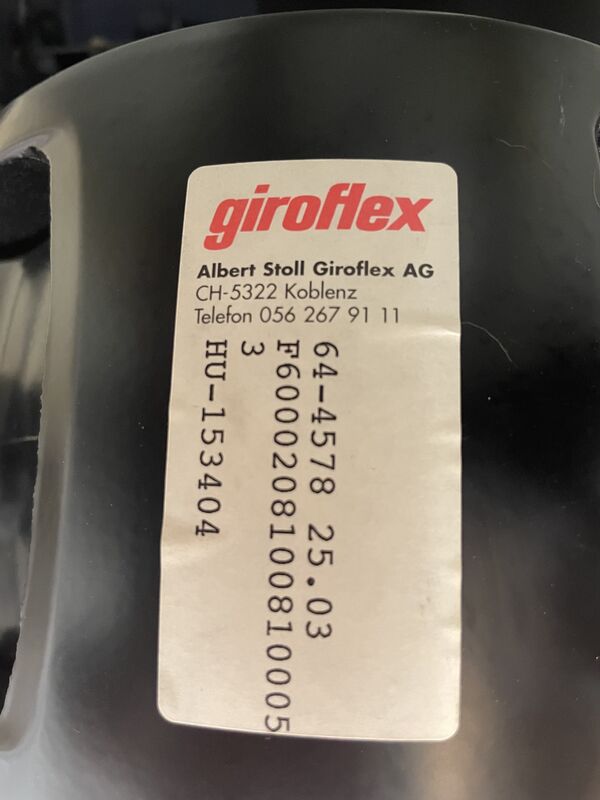 giroflex
Albert Stoll Giroflex AG
CH-5322 Koblenz
Telefon 056 267 91 11
64-4578 25.03
F6000208100810005
3
HU-153404